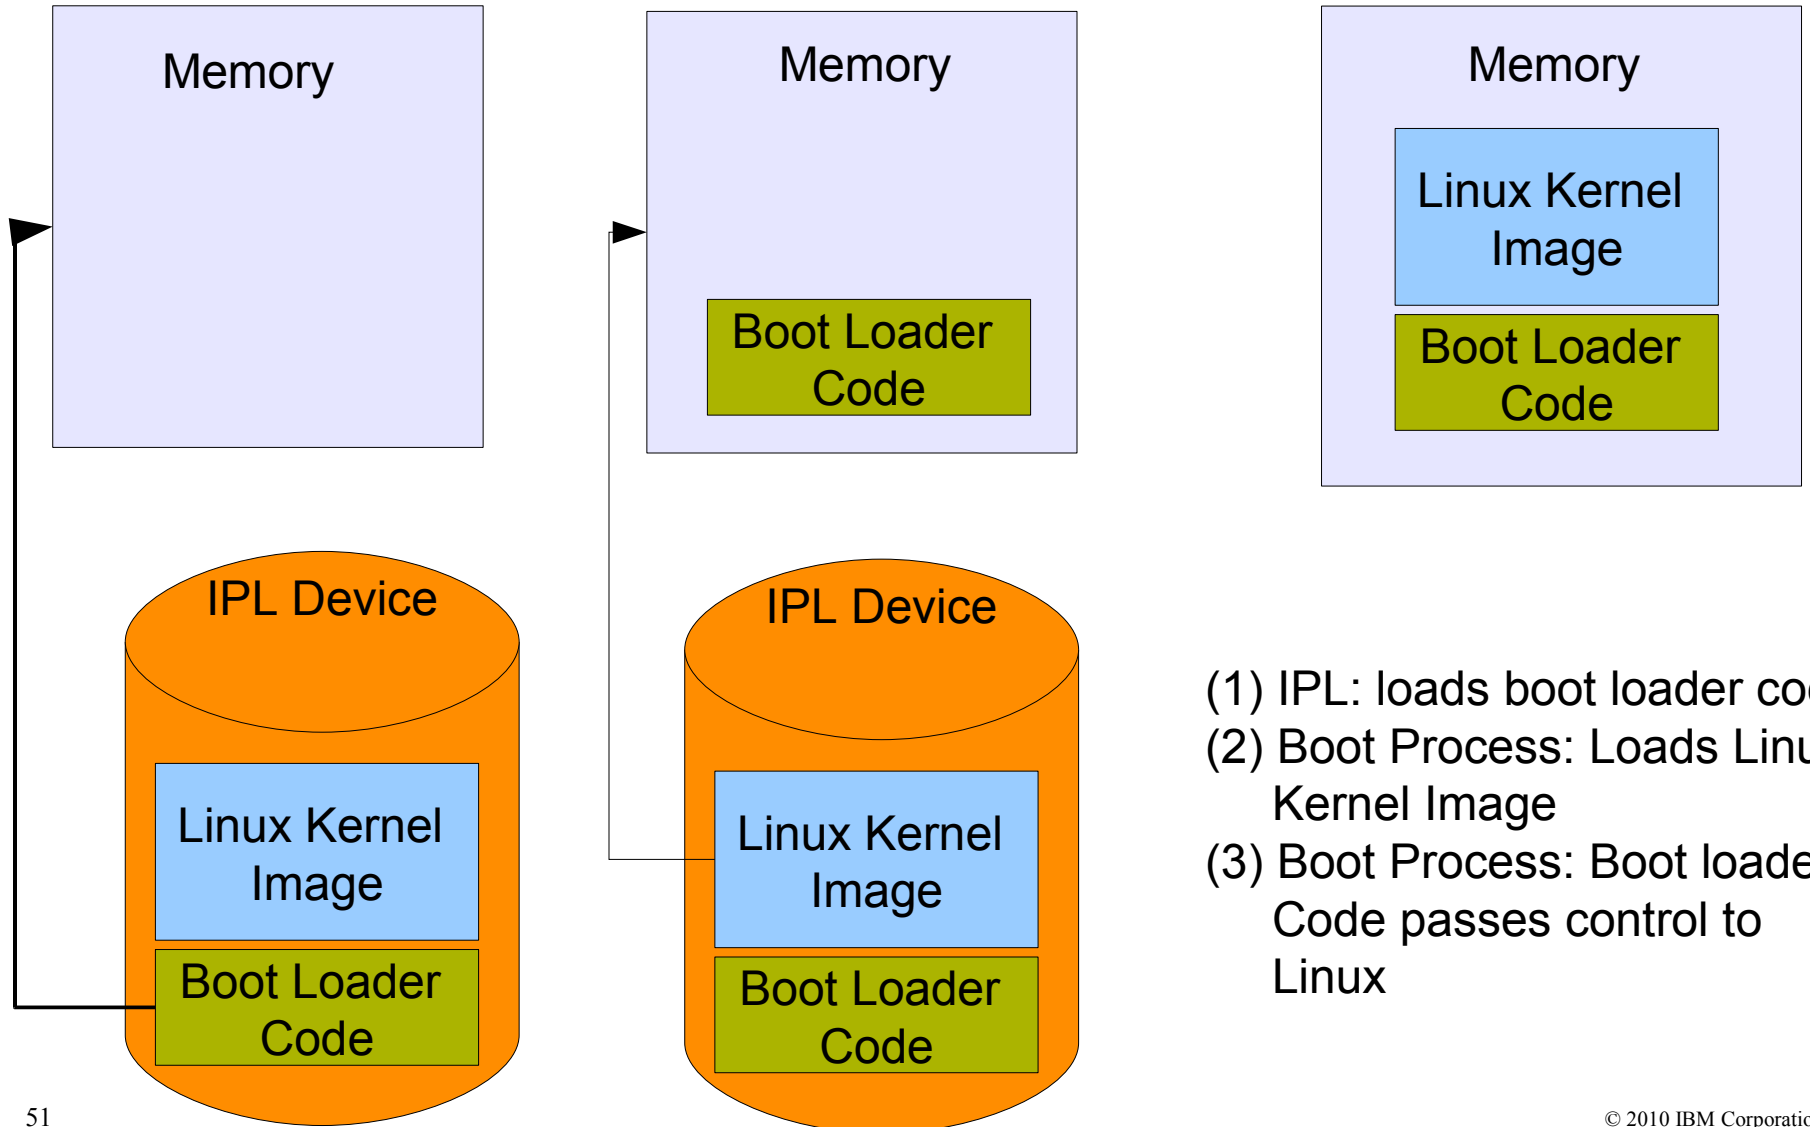 Memory
Memory
Memory
Linux Kernel
Image
Boot Loader
Code
Boot Loader
Code
IPL Device
IPL Device
Linux Kernel
Image
Boot Loader
Code
Linux Kernel
Image
Boot Loader
Code
(1) IPL: loads boot loader
(2) Boot Process: Loads
Kernel Image
(3) Boot Process: Boot
Code passes control to
Linux
51
© 2010 IBM